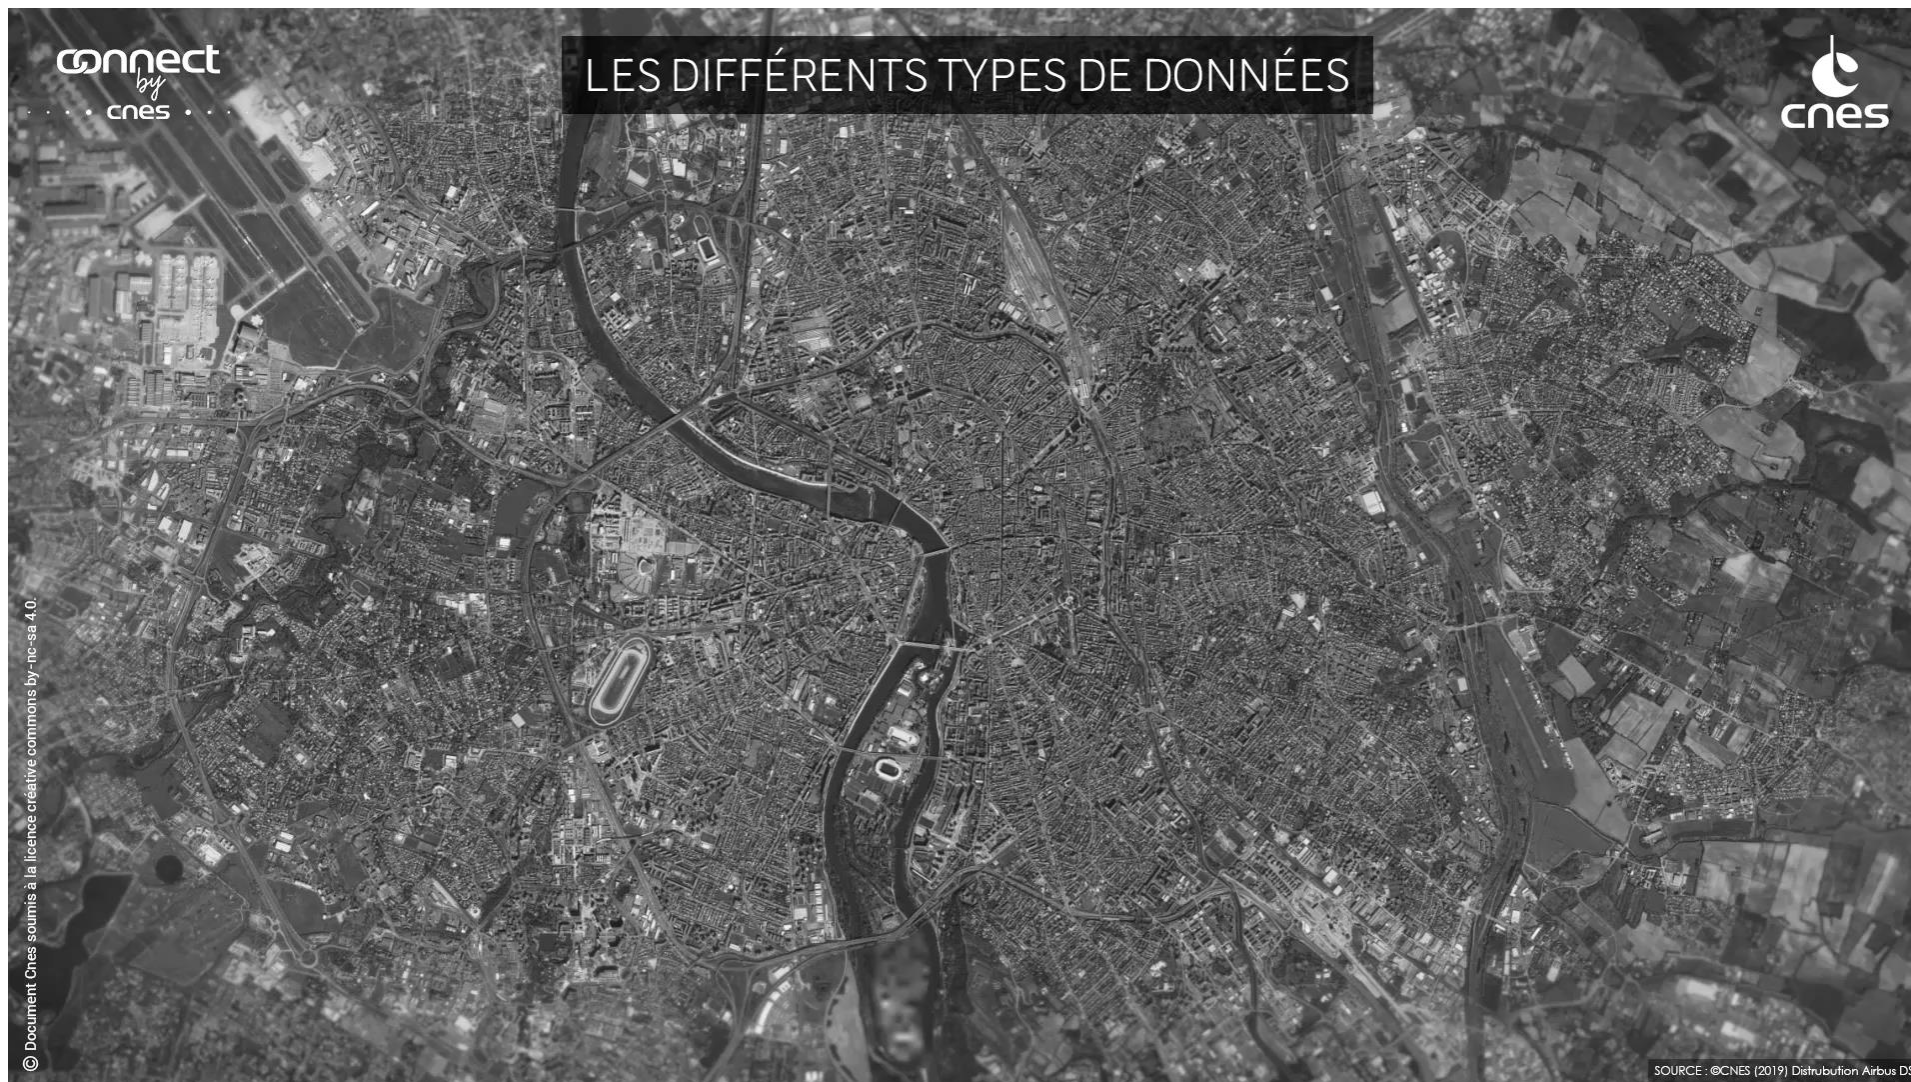 connect
by
cnes
LES DIFFÉRENTS TYPES DE DONNÉES
cnes
© Document Cnes soumis à la licence créative commons by-nc-sa 4.0.
SOURCE : ©CNES (2019) Distrubution Airbus DS